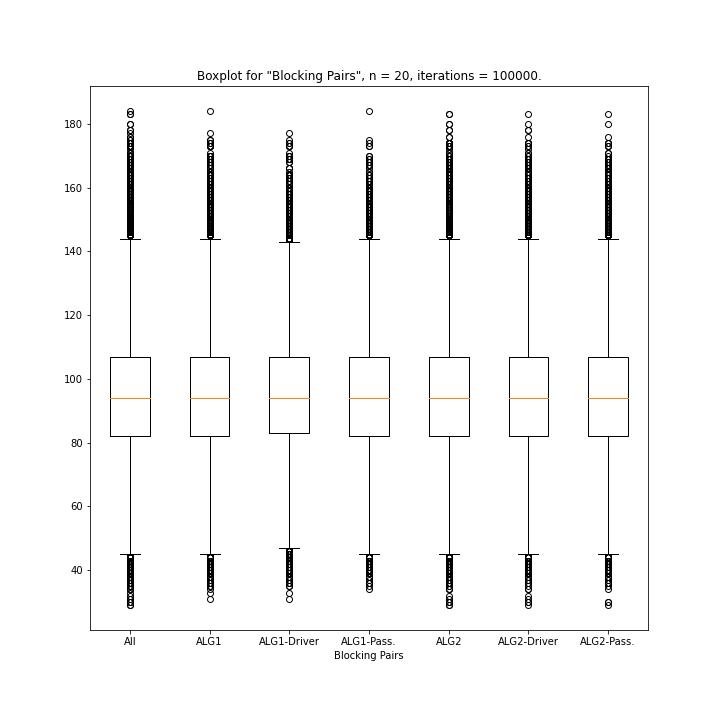 Boxplot for "Blocking Pairs", n = 20, iterations = 100000.
180
160
140
120
100
80
60
40
All ALG1 ALG1-Driver ALG1-Pass. ALG2 ALG2-Driver ALG2-Pass.
Blocking Pairs